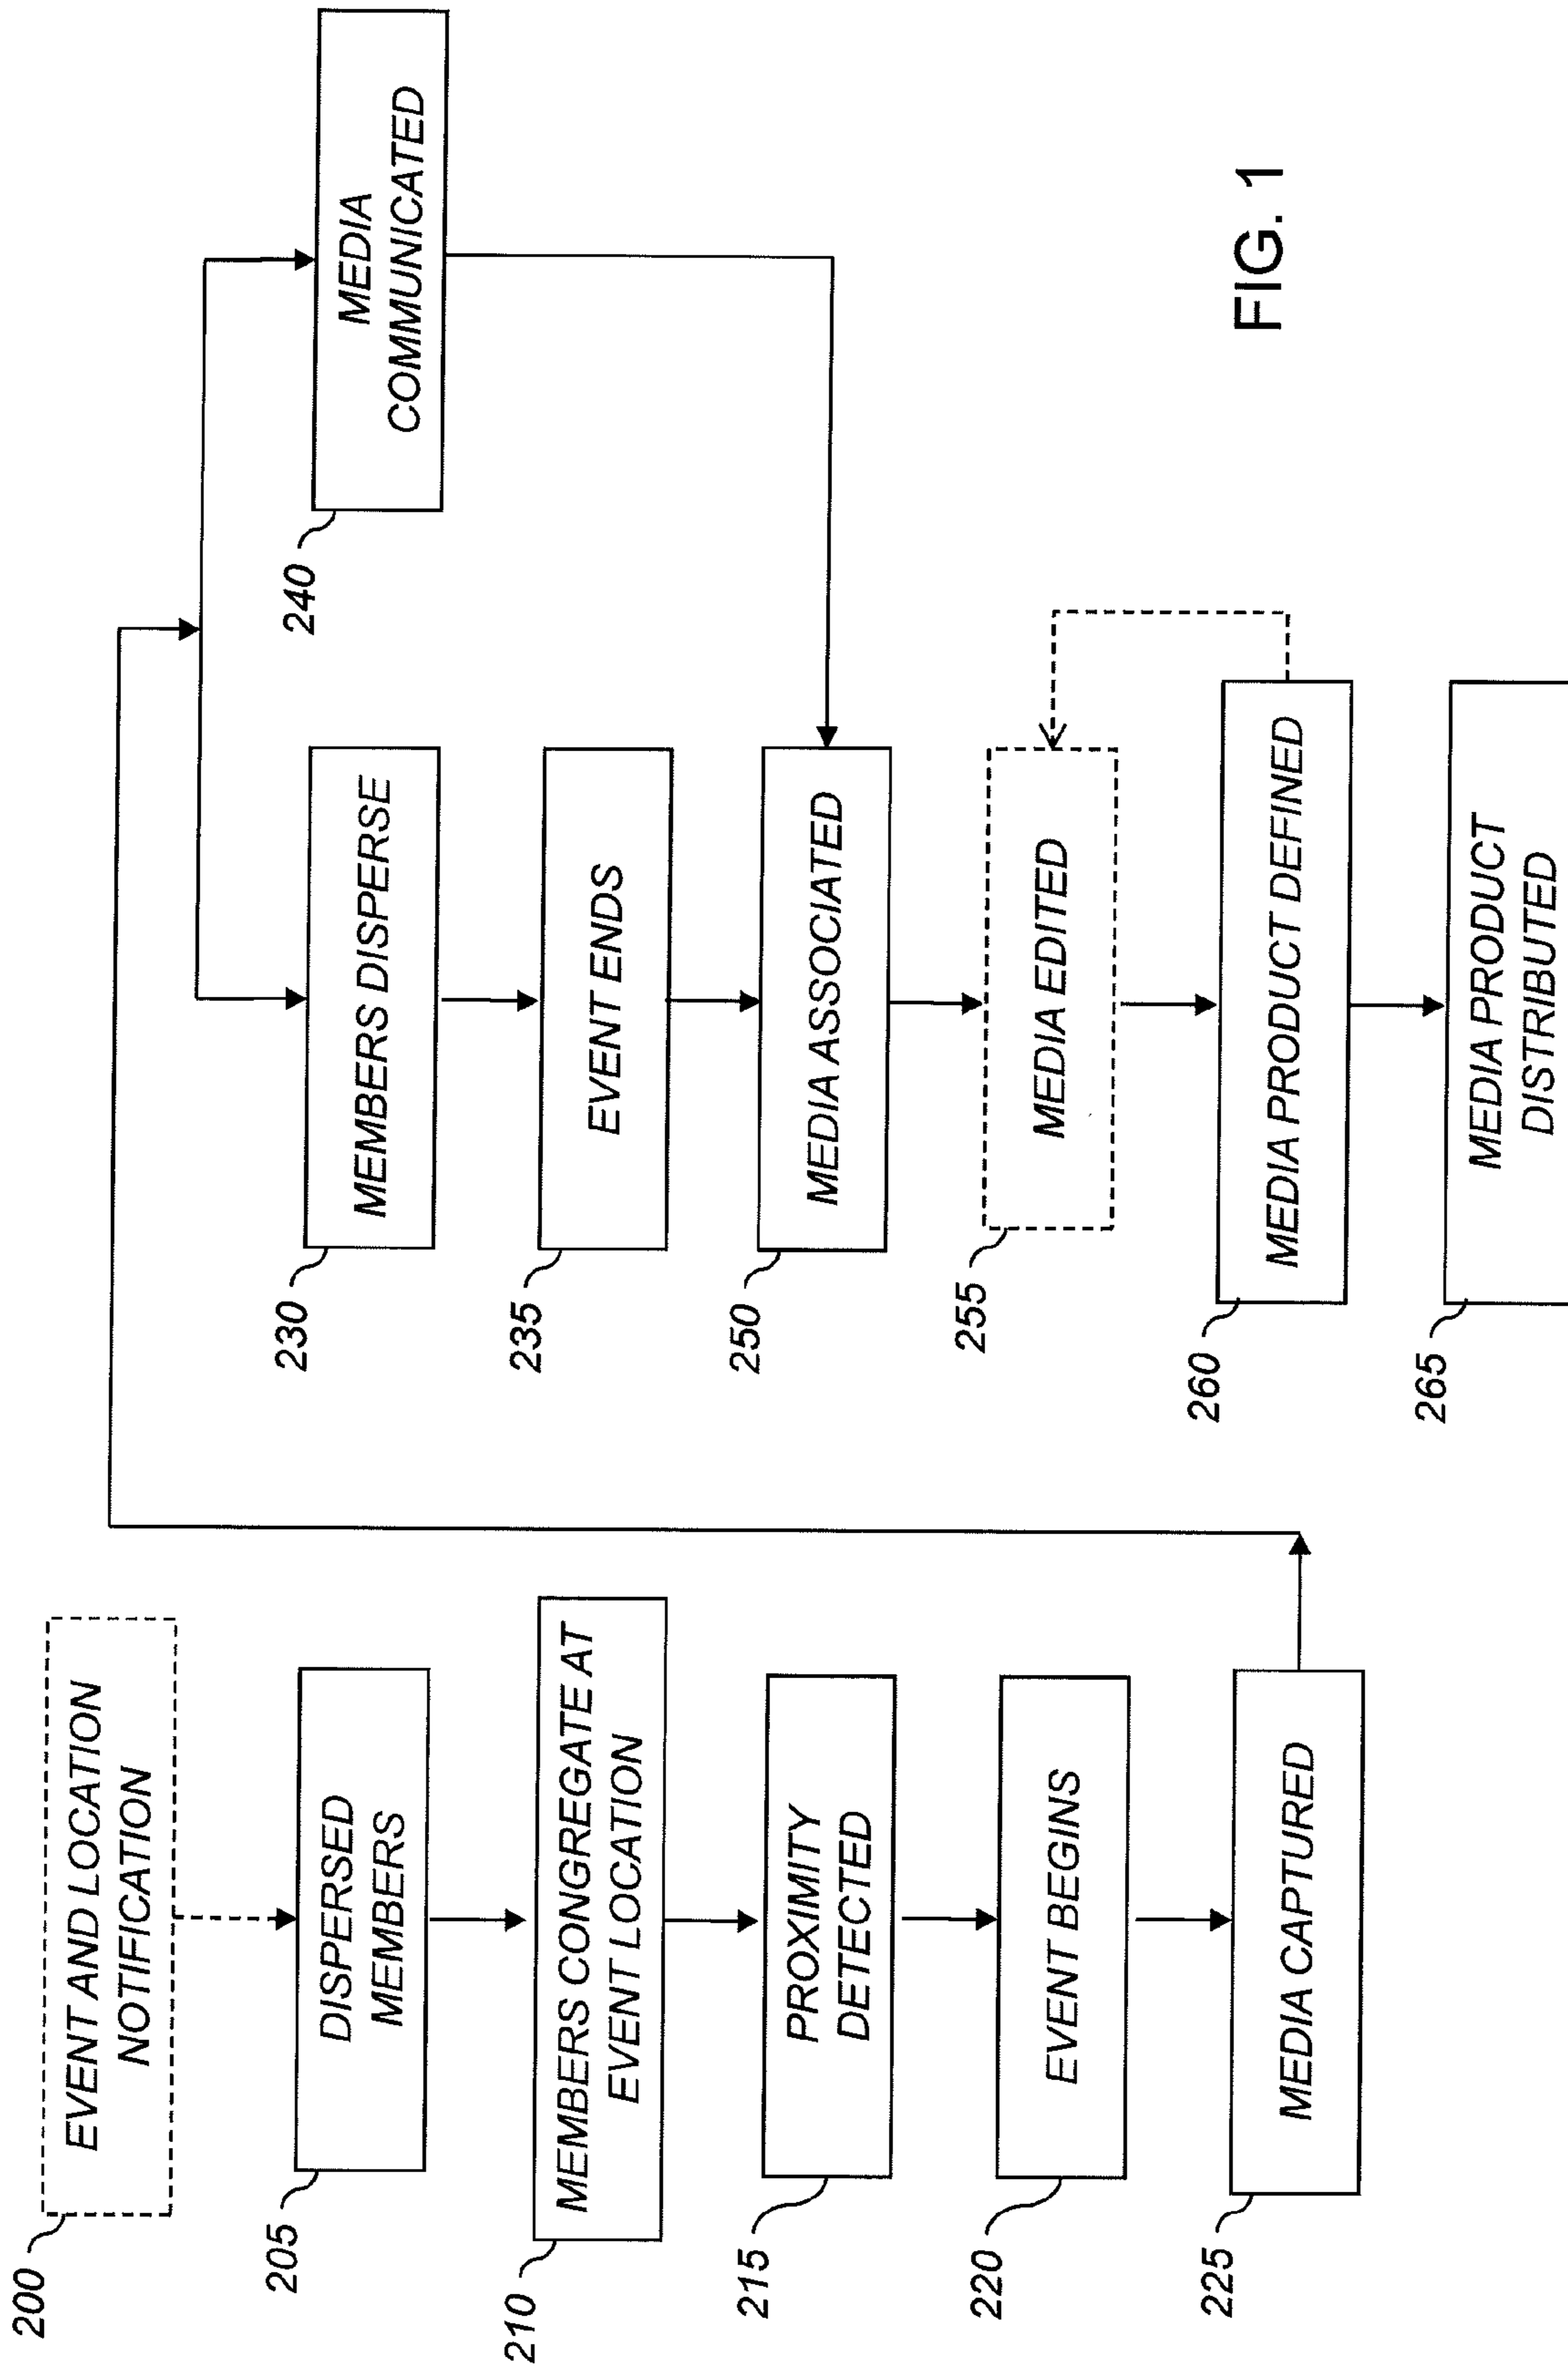 200
EVENT AND LOCATION
NOTIFICATION
205
DISPERSED
MEMBERS
210
MEMBERS CONGREGATE AT
EVENT LOCATION
215
PROXIMITY
DETECTED
220
EVENT BEGINS
225
MEDIA CAPTURED
230
MEMBERS DISPERSE
235
EVENT ENDS
240
MEDIA
COMMUNICATED
250
MEDIA ASSOCIATED
255
MEDIA EDITED
260
MEDIA PRODUCT DEFINED
265
MEDIA PRODUCT
DISTRIBUTED
FIG. 1